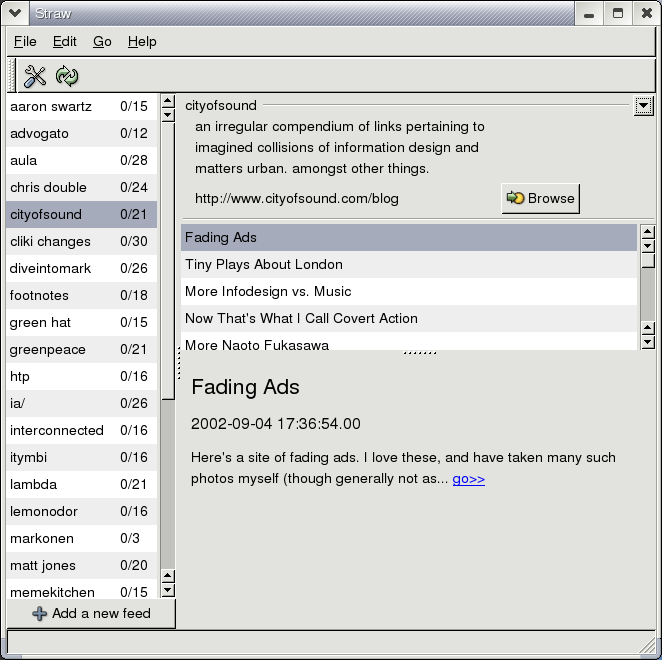 Straw
File Edit Go Help
aaron swartz 0/15
advogato 0/12
aula 0/28
chris double 0/24
cityofsound 0/21
cliki changes 0/30
diveintomark 0/26
footnotes 0/18
green hat 0/15
greenpeace 0/21
htp 0/16
ia/ 0/26
interconnected 0/16
itymbi 0/16
lambda 0/21
lemonodor 0/16
markonen 0/3
matt jones 0/20
memekitchen 0/15
Add a new feed
cityofsound
an irregular compendium of links pertaining to
imagined collisions of information design and
matters urban. amongst other things.
http://www.cityofsound.com/blog
Browse
Fading Ads
Tiny Plays About London
More Infodesign vs. Music
Now That's What I Call Covert Action
More Naoto Fukasawa
Fading Ads
2002-09-04 17:36:54.00
Here's a site of fading ads. I love these, and have taken many such
photos myself (though generally not as... go>>